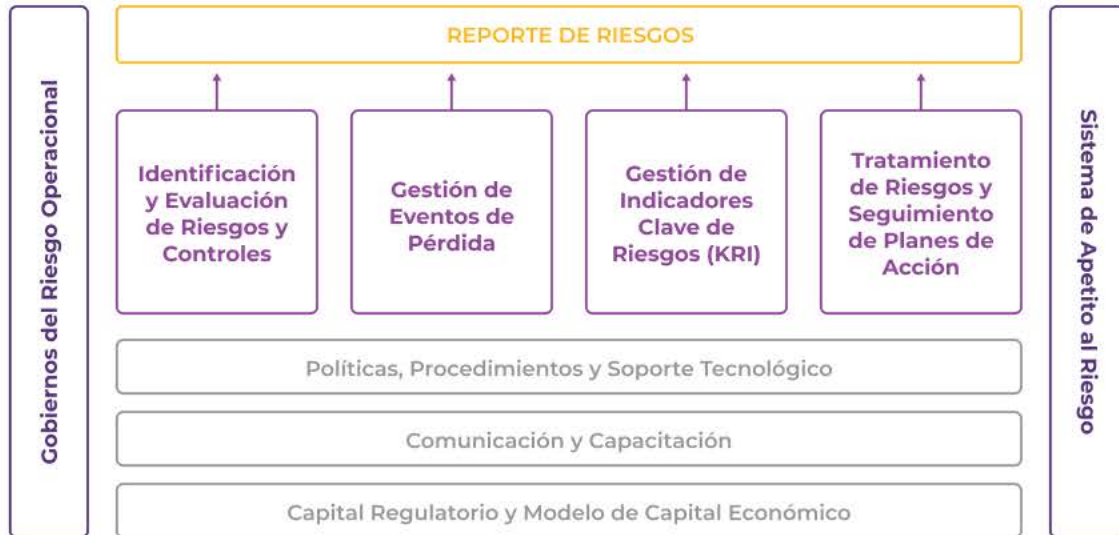 Gobiernos del Riesgo Operacional
REPORTE DE RIESGOS
Identificación
y Evaluación
de Riesgos y
Controles
Gestión de
Eventos de
Pérdida
Gestión de
Indicadores
Clave de
Riesgos (KRI)
Tratamiento
de Riesgos y
Seguimiento
de Planes de
Acción
Políticas, Procedimientos y Soporte Tecnológico
Comunicación y Capacitación
Capital Regulatorio y Modelo de Capital Económico
Sistema de Apetito al Riesgo